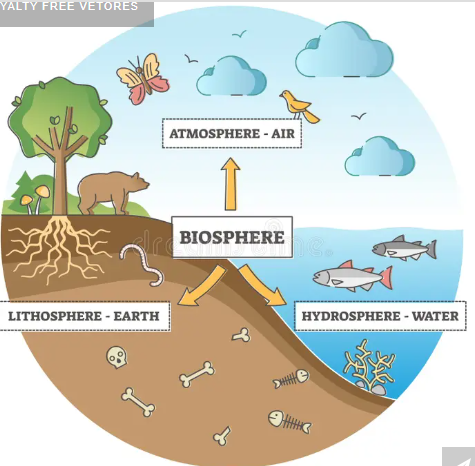 YALTY FREE VETORES
ATMOSPHERE - AIR
BIOSPHERE
LITHOSPHERE - EARTH
HYDROSPHERE - WATER